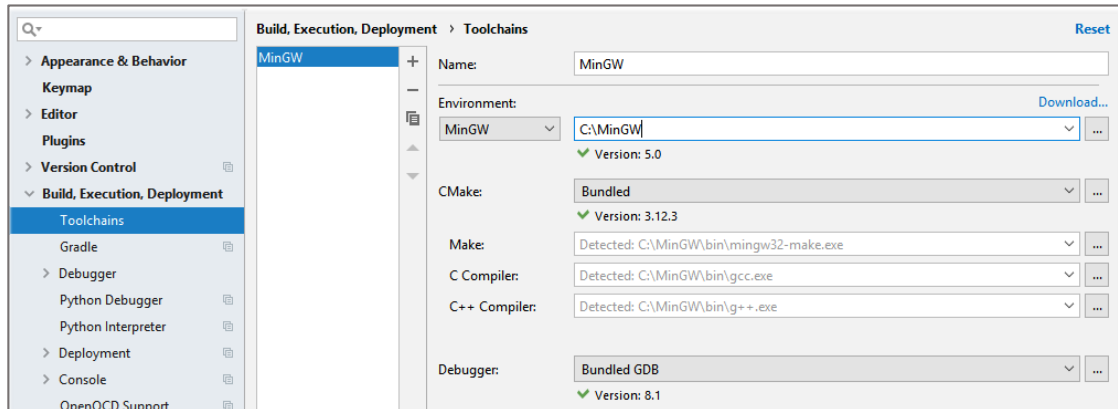 Build, Execution, Deployment › Toolchains
Reset
Appearance & Behavior
Keymap
Editor
Plugins
Version Control
Build, Execution, Deployment
Toolchains
Gradle
Debugger
Python Debugger
Python Interpreter
Deployment
Console
OpenOCD Support
MinGW
Name:
MinGW
Environment:
Download...
MinGW
C:\MinGW
...
Version: 5.0
CMake:
Bundled
...
Version: 3.12.3
Make:
Detected: C:\MinGW\bin\mingw32-make.exe
...
C Compiler:
Detected: C:\MinGW\bin\gcc.exe
...
C++ Compiler:
Detected: C:\MinGW\bin\g++.exe
...
Debugger:
Bundled GDB
...
Version: 8.1